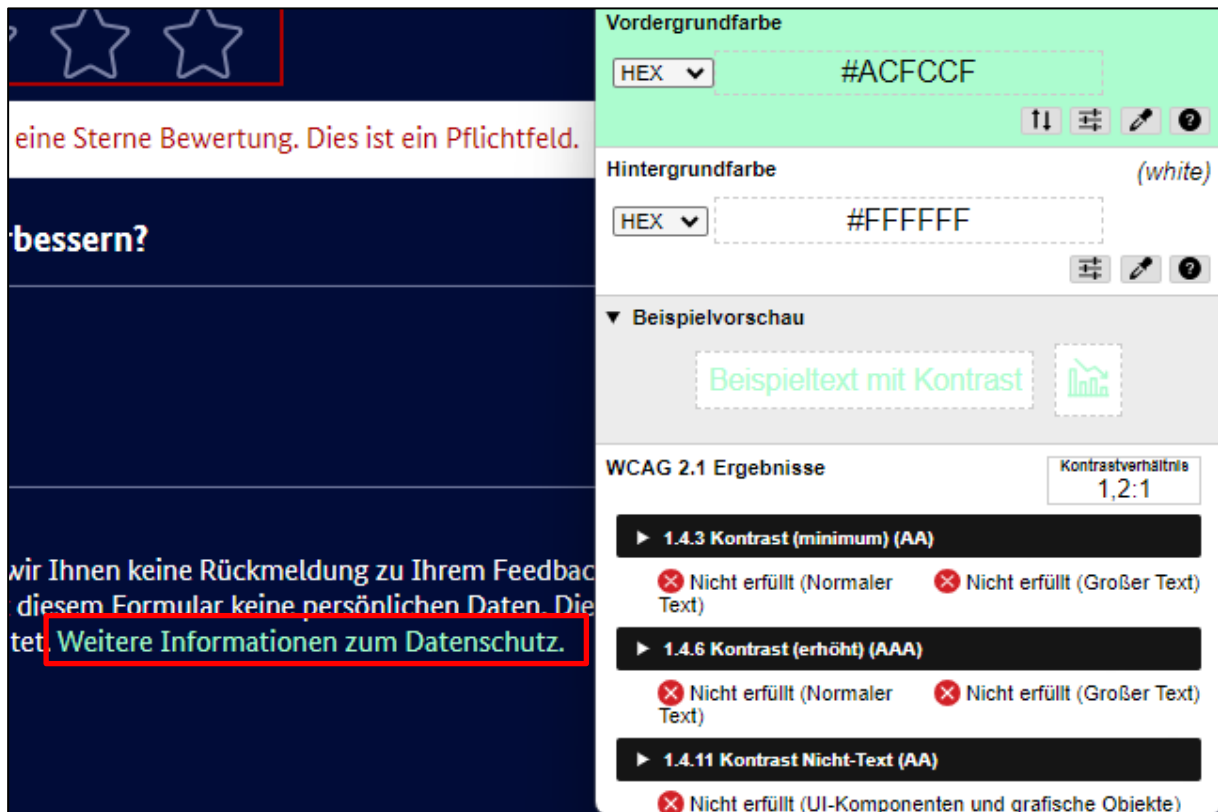 eine Sterne Bewertung. Dies ist ein Pflichtfeld.
rbessern?
wir Ihnen keine Rückmeldung zu Ihrem Feedbac
diesem Formular keine persönlichen Daten. Die
tet. Weitere Informationen zum Datenschutz.
Vordergrundfarbe
HEX #ACFCCF
Hintergrundfarbe (white)
HEX #FFFFFF
▼ Beispielvorschau
Beispieltext mit Kontrast
WCAG 2.1 Ergebnisse
Kontrastverhältnis
1,2:1
▶ 1.4.3 Kontrast (minimum) (AA)
Nicht erfüllt (Normaler Text)
Nicht erfüllt (Großer Text)
▶ 1.4.6 Kontrast (erhöht) (AAA)
Nicht erfüllt (Normaler Text)
Nicht erfüllt (Großer Text)
▶ 1.4.11 Kontrast Nicht-Text (AA)
Nicht erfüllt (UI-Komponenten und grafische Objekte)